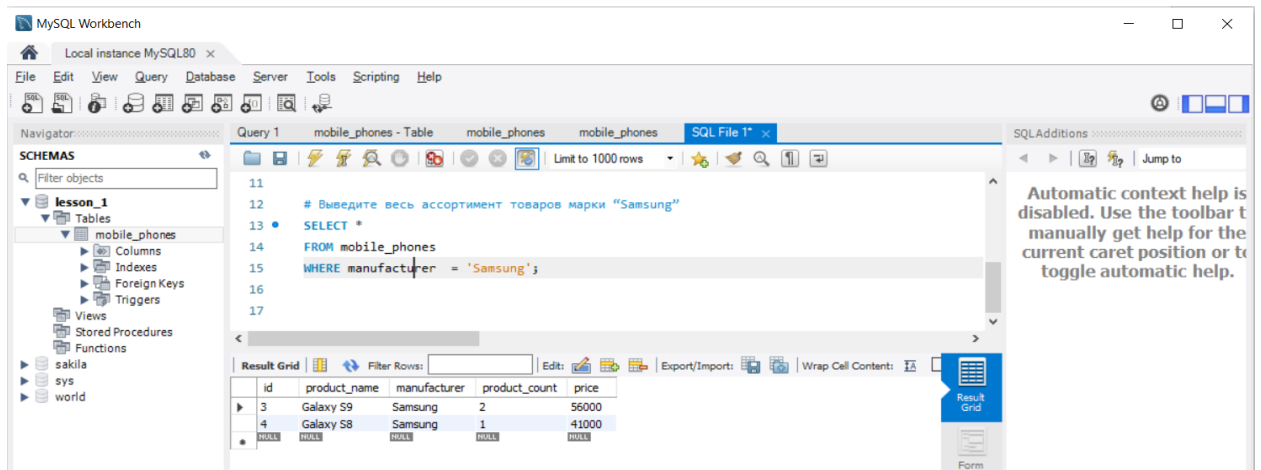 MySQL Workbench
Local instance MySQL80
File Edit View Query Database Server Tools Scripting Help
Navigator
SCHEMAS
Filter objects
lesson_1
Tables
mobile_phones
Columns
Indexes
Foreign Keys
Triggers
Views
Stored Procedures
Functions
sakila
sys
world
Query 1 mobile_phones - Table mobile_phones mobile_phones SQL File 1*
Limit to 1000 rows
11
12 # Выведите весь ассортимент товаров марки “Samsung”
13 SELECT *
14 FROM mobile_phones
15 WHERE manufacturer = 'Samsung';
16
17
Result Grid Filter Rows: Edit: Export/Import: Wrap Cell Content:
id product_name manufacturer product_count price
3 Galaxy S9 Samsung 2 56000
4 Galaxy S8 Samsung 1 41000
NULL NULL NULL NULL NULL
Result
Grid
Form
SQLAdditions
Jump to
Automatic context help is
disabled. Use the toolbar t
manually get help for the
current caret position or to
toggle automatic help.